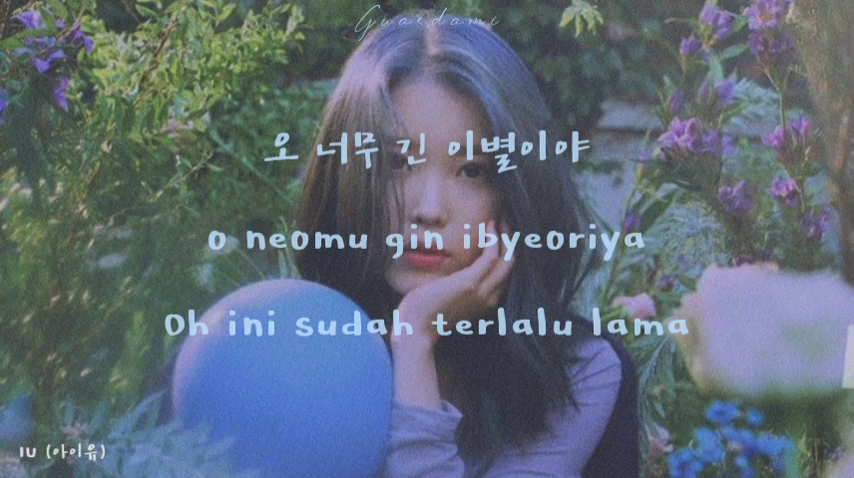 Guaedami
오 너무 긴 이별이야
o neomu gin ibyeoriya
Oh ini sudah terlalu lama
IU (아이유)